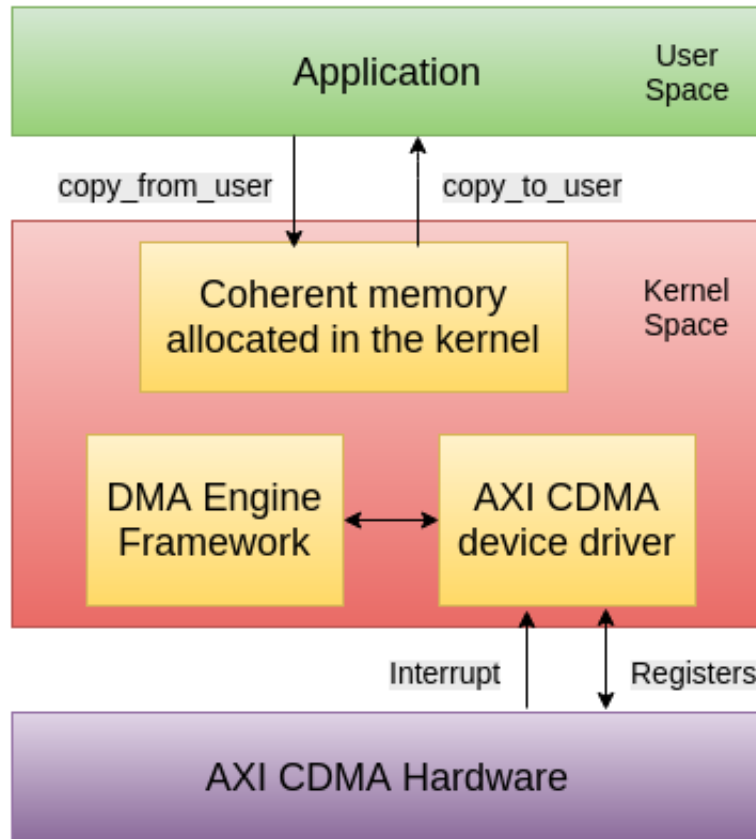 Application
User
Space
copy_from_user
copy_to_user
Coherent memory
allocated in the kernel
Kernel
Space
DMA Engine
Framework
AXI CDMA
device driver
Interrupt
Registers
AXI CDMA Hardware